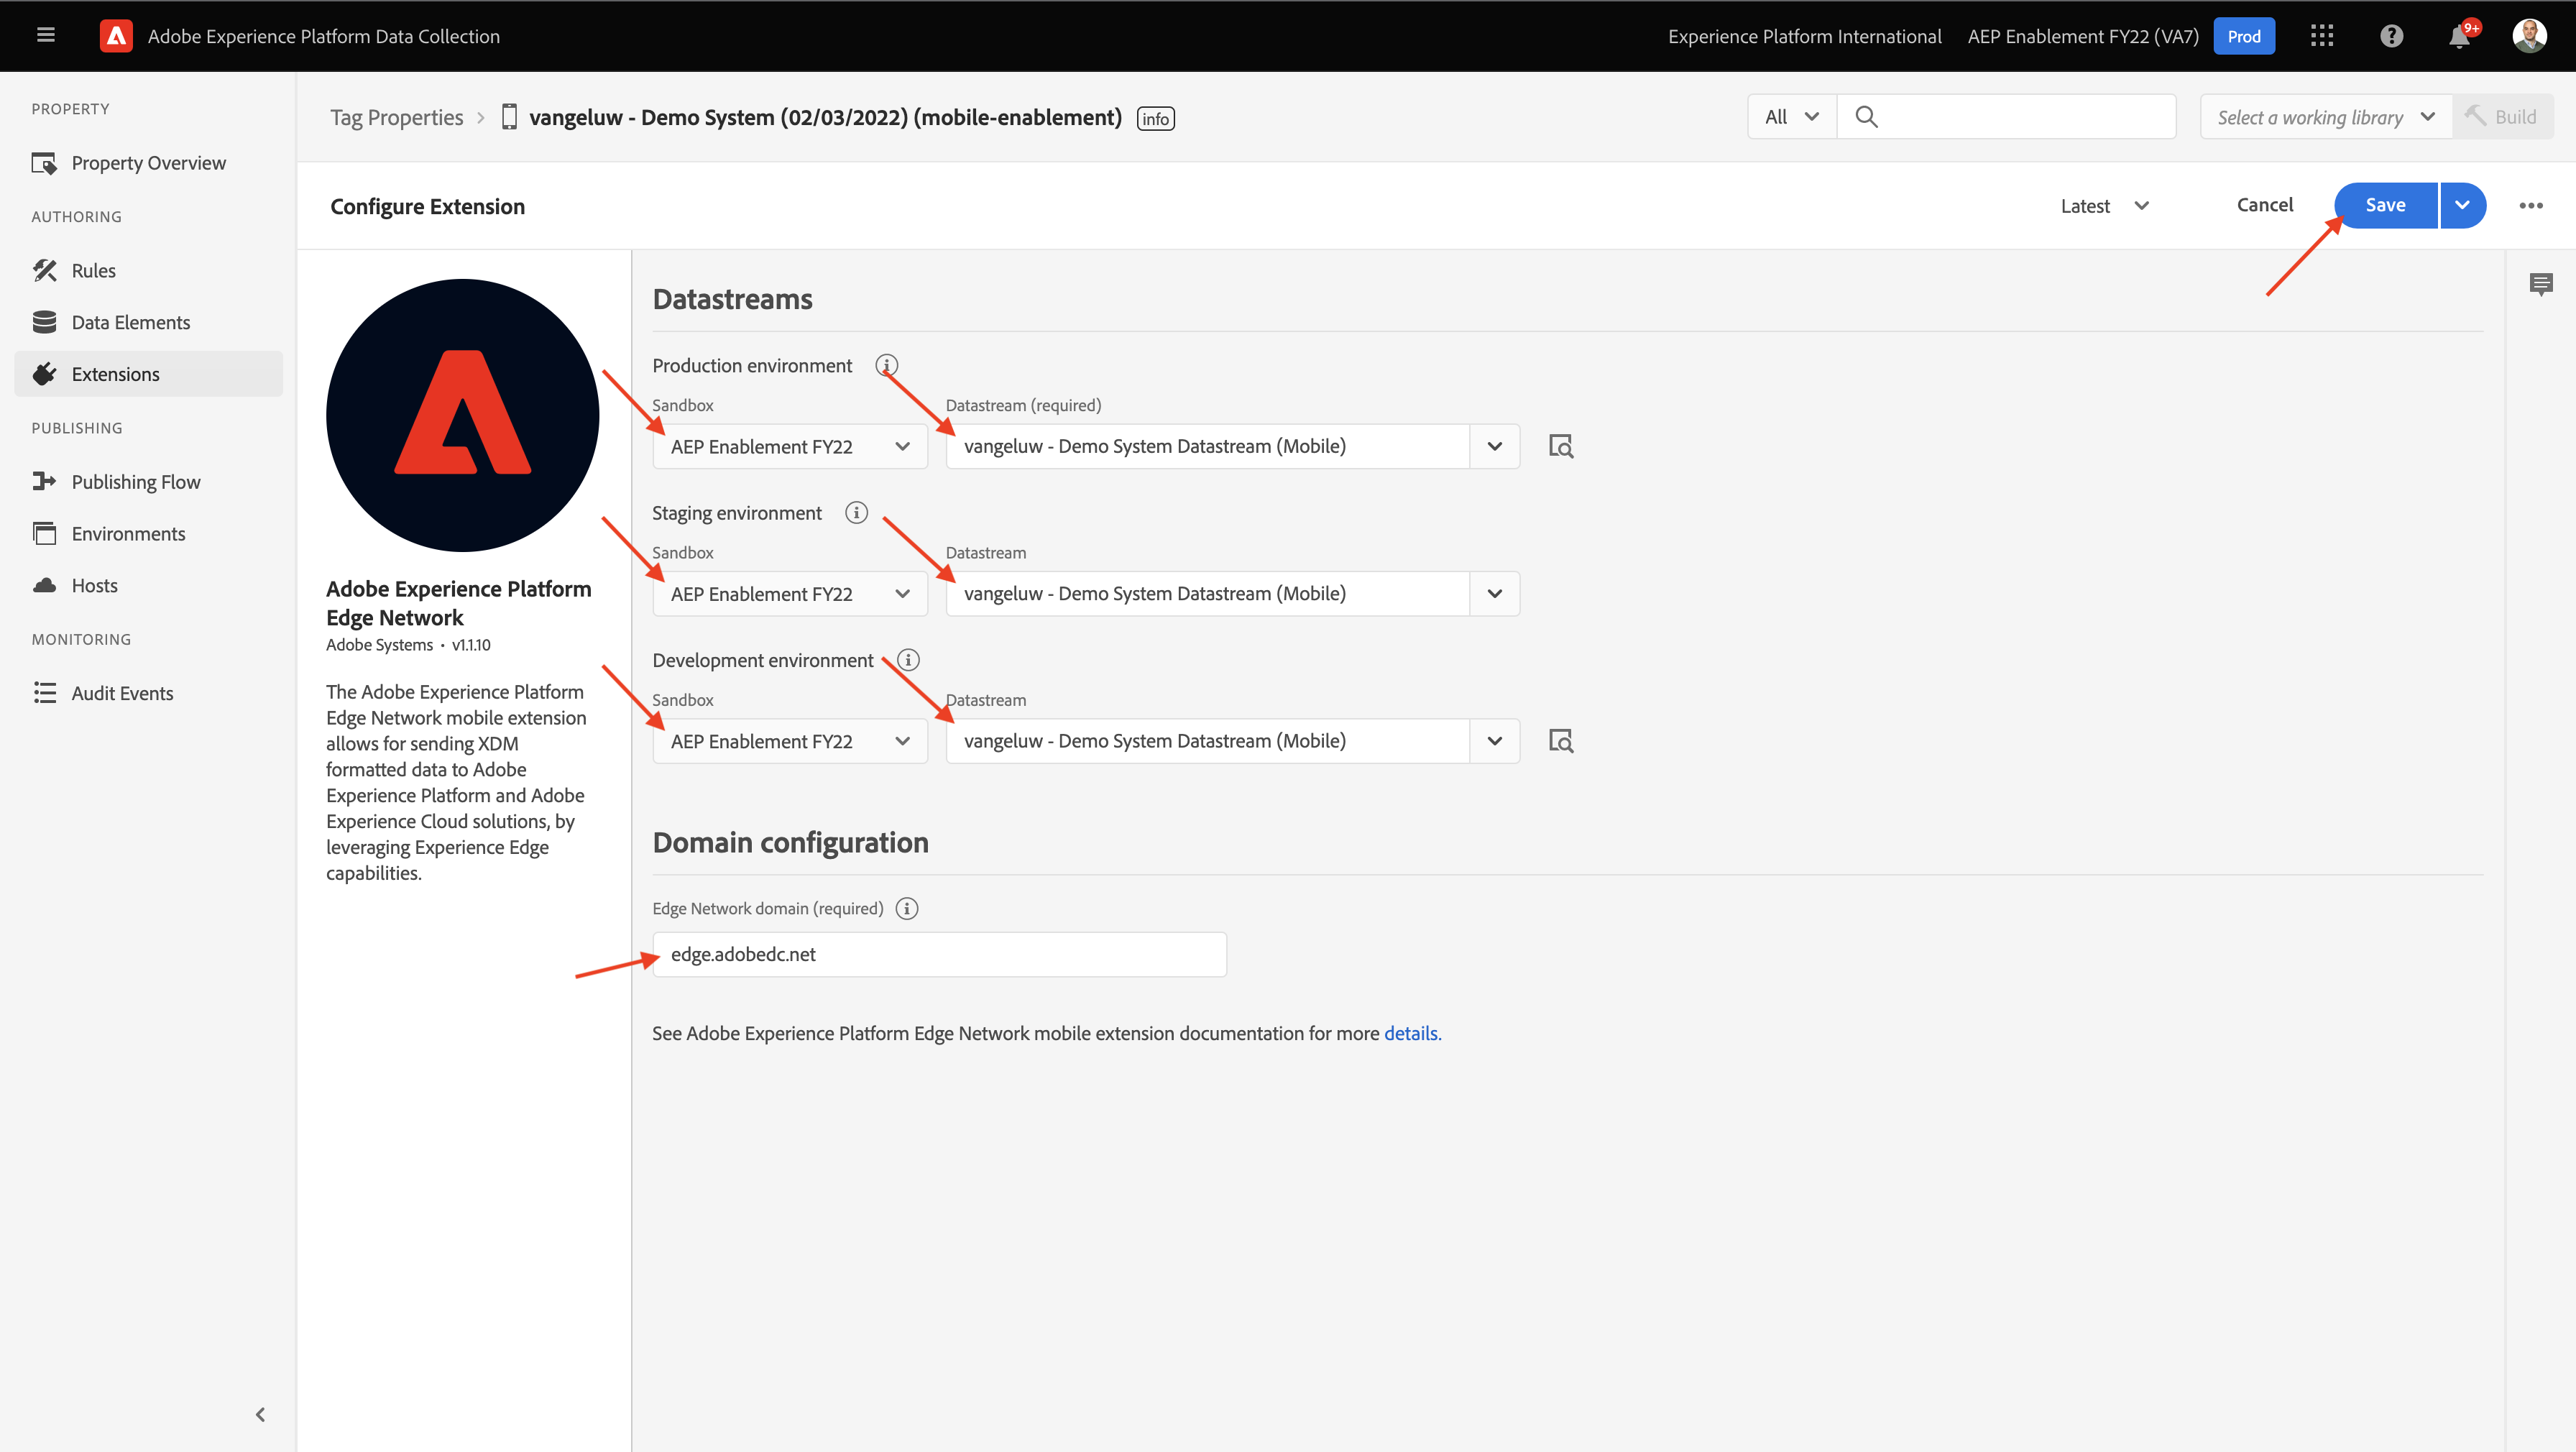 Adobe Experience Platform Data Collection
Experience Platform International
AEP Enablement FY22 (VA7)
Prod
9+
PROPERTY
Property Overview
AUTHORING
Rules
Data Elements
Extensions
PUBLISHING
Publishing Flow
Environments
Hosts
MONITORING
Audit Events
Tag Properties
vangeluw - Demo System (02/03/2022) (mobile-enablement)
info
All
Select a working library
Build
Configure Extension
Latest
Cancel
Save
Adobe Experience Platform
Edge Network
Adobe Systems • v1.1.10
The Adobe Experience Platform
Edge Network mobile extension
allows for sending XDM
formatted data to Adobe
Experience Platform and Adobe
Experience Cloud solutions, by
leveraging Experience Edge
capabilities.
Datastreams
Production environment
Sandbox
Datastream (required)
AEP Enablement FY22
vangeluw - Demo System Datastream (Mobile)
Staging environment
Sandbox
Datastream
AEP Enablement FY22
vangeluw - Demo System Datastream (Mobile)
Development environment
Sandbox
Datastream
AEP Enablement FY22
vangeluw - Demo System Datastream (Mobile)
Domain configuration
Edge Network domain (required)
edge.adobedc.net
See Adobe Experience Platform Edge Network mobile extension documentation for more details.